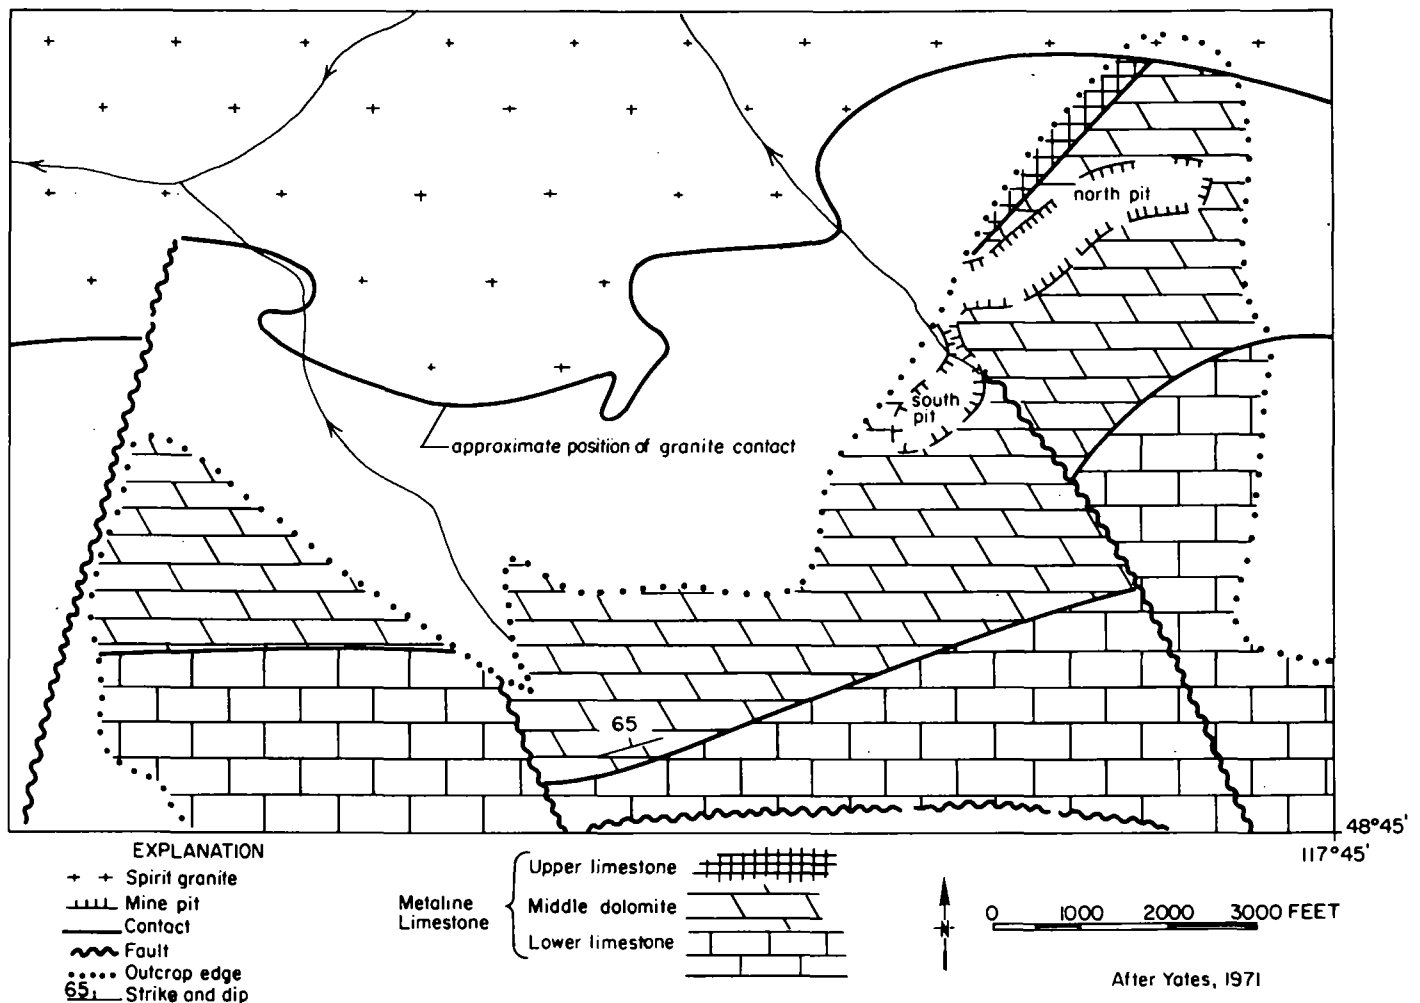 north pit
south
pit
approximate position of granite contact
65
48°45'
117°45'
EXPLANATION
Spirit granite
Mine pit
Contact
Fault
Outcrop edge
65
Strike and dip
Metaline
Limestone
Upper limestone
Middle dolomite
Lower limestone
N
0 1000 2000 3000 FEET
After Yates, 1971